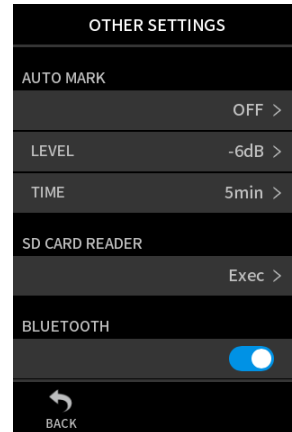 OTHER SETTINGS
AUTO MARK
OFF >
LEVEL -6dB >
TIME 5min >
SD CARD READER
Exec >
BLUETOOTH
BACK